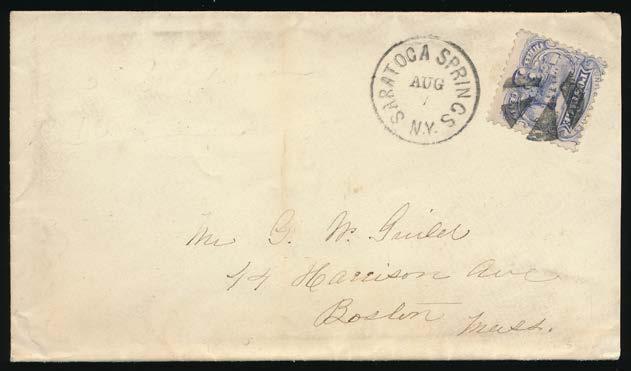 SARATOGA SPRINGS
AUG
7
N.Y.
Mr G. W. Guild
44 Harrison Ave
Boston Mass.